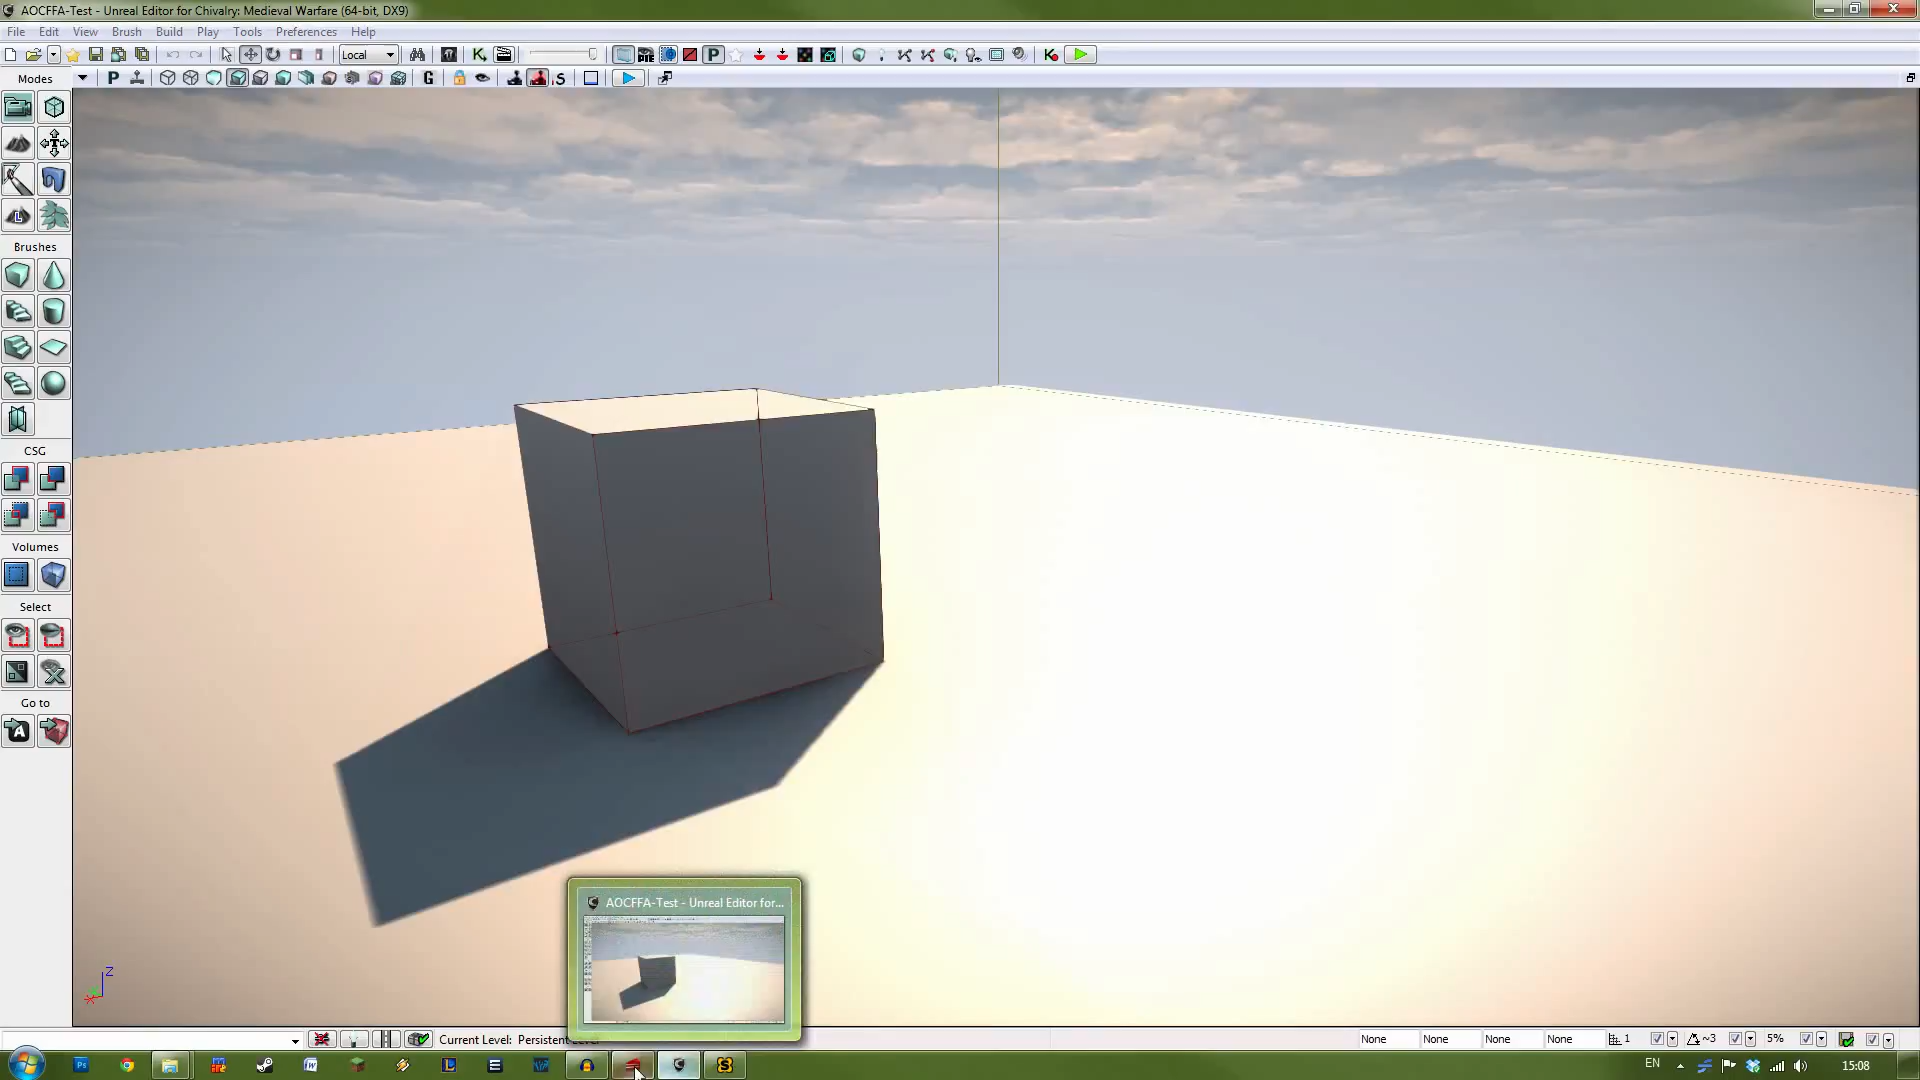 AOCFFA-Test - Unreal Editor for Chivalry: Medieval Warfare (64-bit, DX9)
File Edit View Brush Build Play Tools Preferences Help
Local
Modes
P
G
S
Brushes
CSG
Volumes
Select
Go to
Z
AOCFFA-Test - Unreal Editor for...
Current Level: Persistent
None None None None 1 ~3 5%
EN 15:08